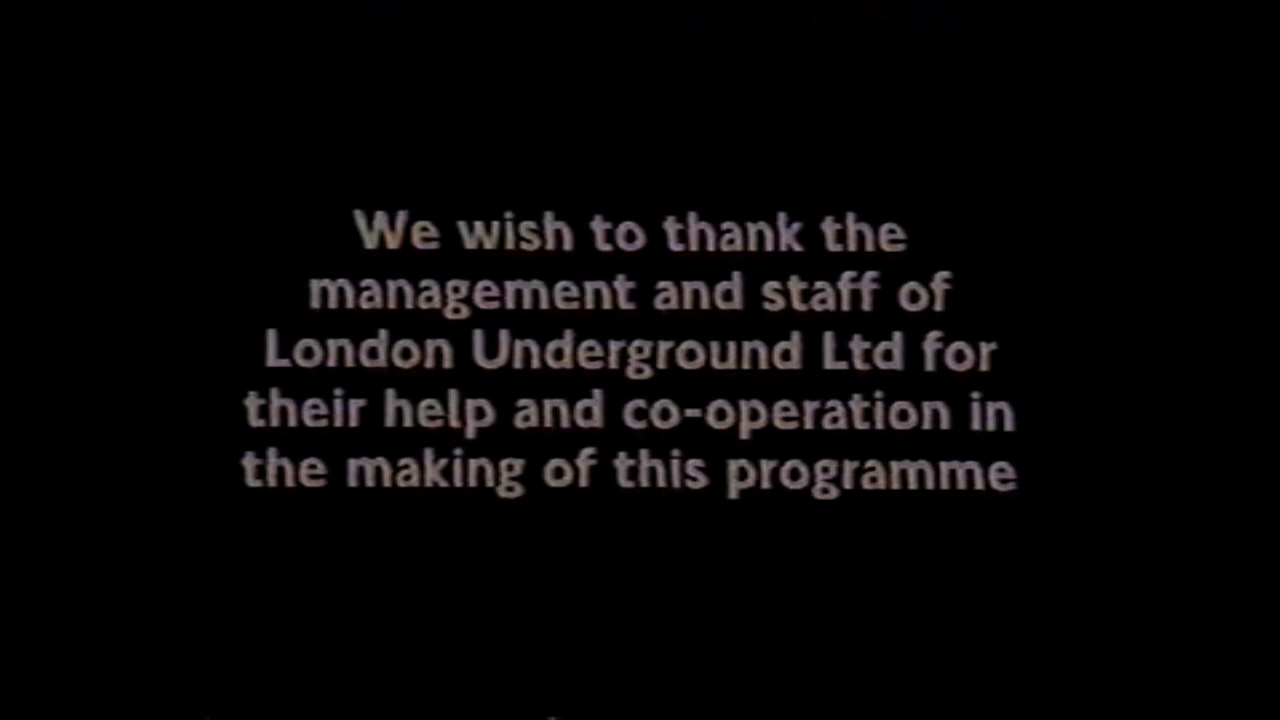 We wish to thank the
management and staff of
London Underground Ltd for
their help and co-operation in
the making of this programme